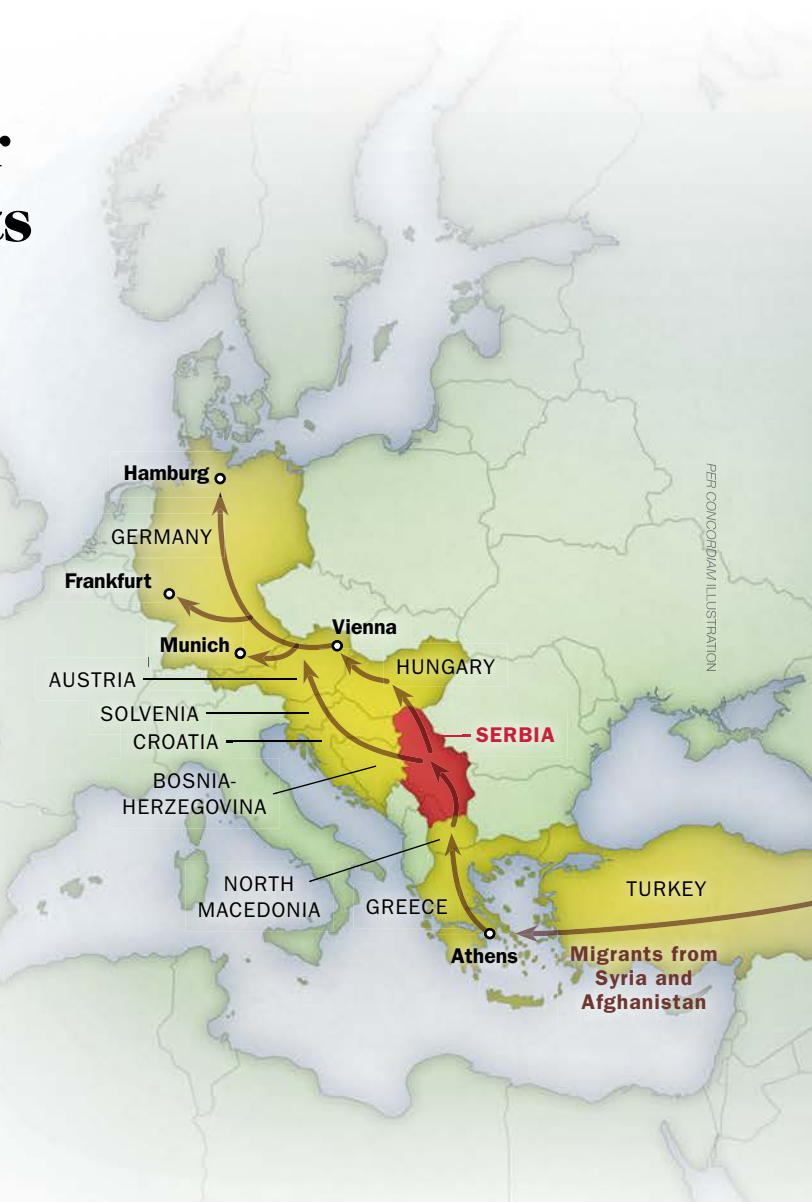 Hamburg
GERMANY
Frankfurt
Vienna
Munich
HUNGARY
AUSTRIA
SOLVENIA
SERBIA
CROATIA
BOSNIA-
HERZEGOVINA
NORTH
MACEDONIA
GREECE
TURKEY
Athens
Migrants from
Syria and
Afghanistan
PER CONCORDIAM ILLUSTRATION